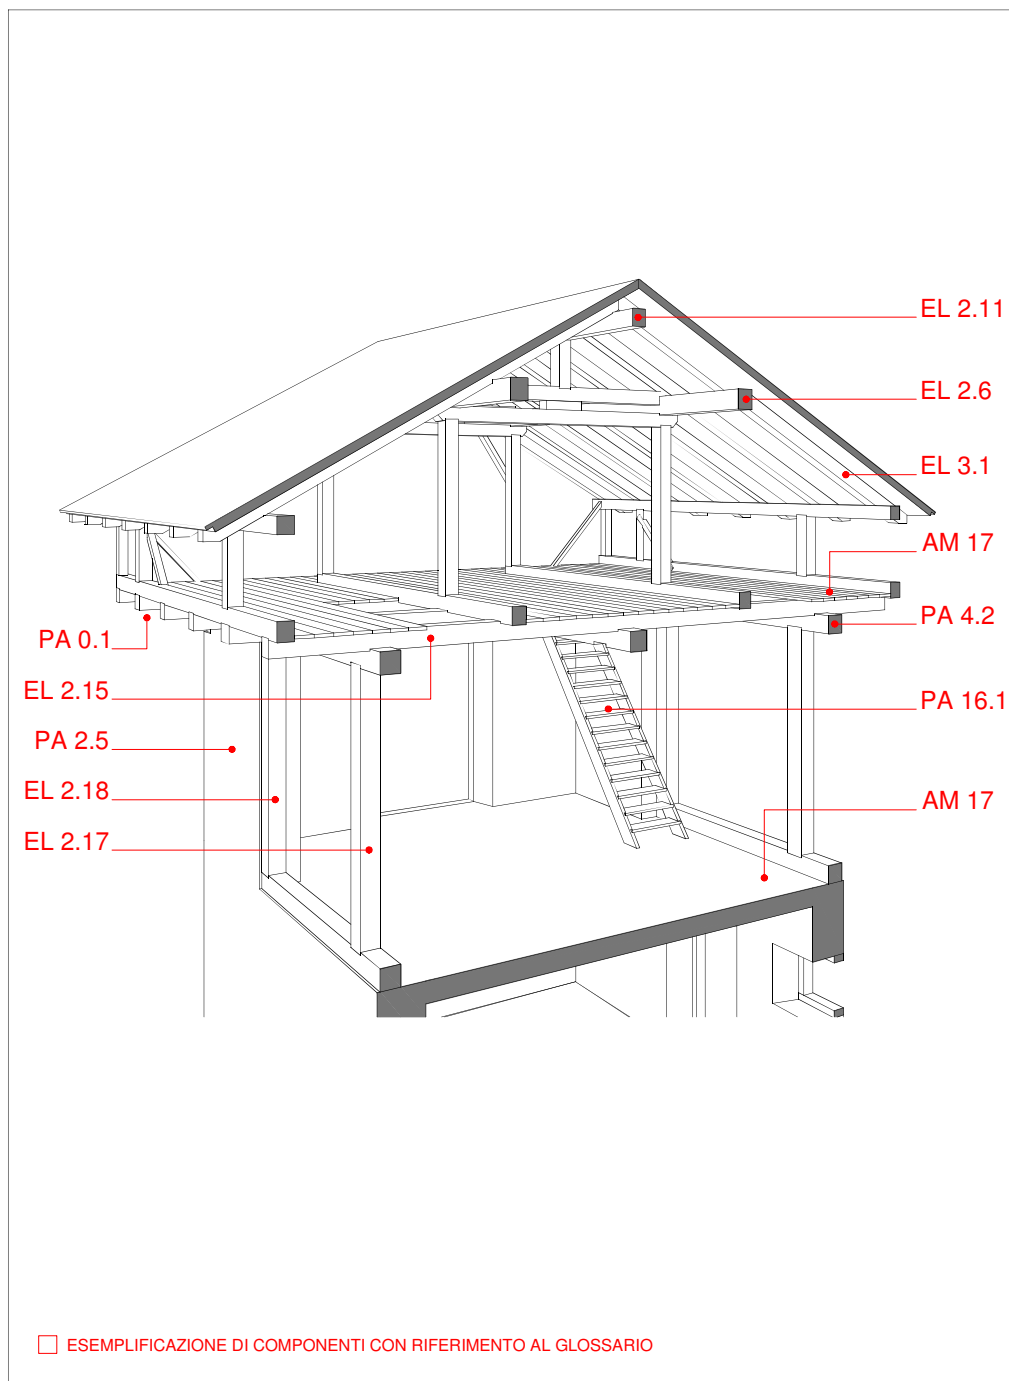 EL 2.11
EL 2.6
EL 3.1
AM 17
PA 4.2
PA 0.1
EL 2.15
PA 16.1
PA 2.5
EL 2.18
AM 17
EL 2.17
ESEMPLIFICAZIONE DI COMPONENTI CON RIFERIMENTO AL GLOSSARIO